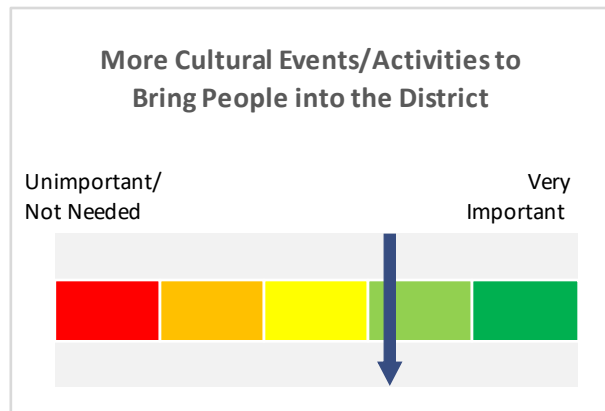 More Cultural Events/Activities to
Bring People into the District
Unimportant/
Not Needed
Very
Important